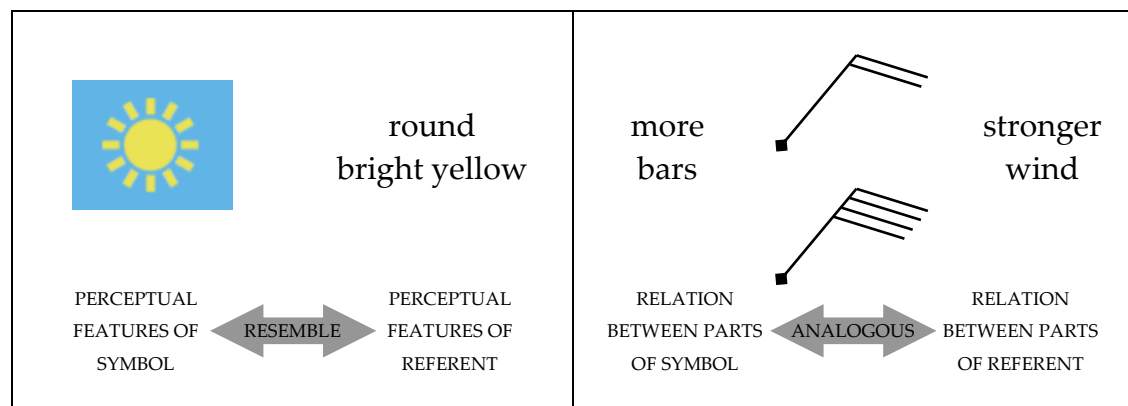 round
bright yellow
PERCEPTUAL
FEATURES OF
SYMBOL
RESEMBLE
PERCEPTUAL
FEATURES OF
REFERENT
more
bars
stronger
wind
RELATION
BETWEEN PARTS
OF SYMBOL
ANALOGOUS
RELATION
BETWEEN PARTS
OF REFERENT